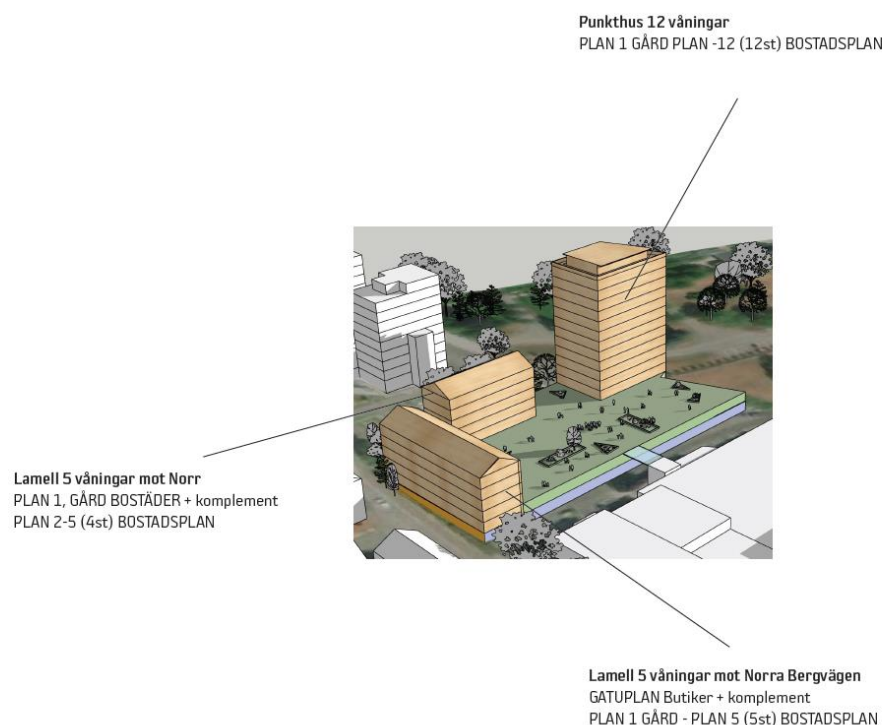 Punkthus 12 våningar
PLAN 1 GÅRD PLAN -12 (12st) BOSTADSPLAN
Lamell 5 våningar mot Norr
PLAN 1, GÅRD BOSTÄDER + komplement
PLAN 2-5 (4st) BOSTADSPLAN
Lamell 5 våningar mot Norra Bergvägen
GATUPLAN Butiker + komplement
PLAN 1 GÅRD - PLAN 5 (5st) BOSTADSPLAN